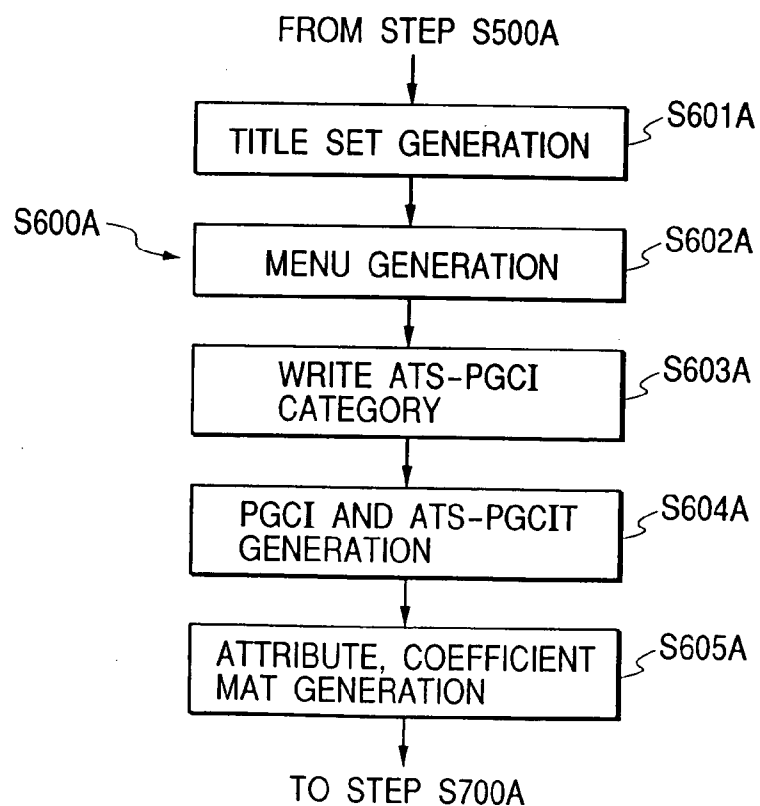 FROM STEP S500A
TITLE SET GENERATION
S601A
S600A
MENU GENERATION
S602A
WRITE ATS-PGCI
CATEGORY
S603A
PGCI AND ATS-PGCIT
GENERATION
S604A
ATTRIBUTE, COEFFICIENT
MAT GENERATION
S605A
TO STEP S700A